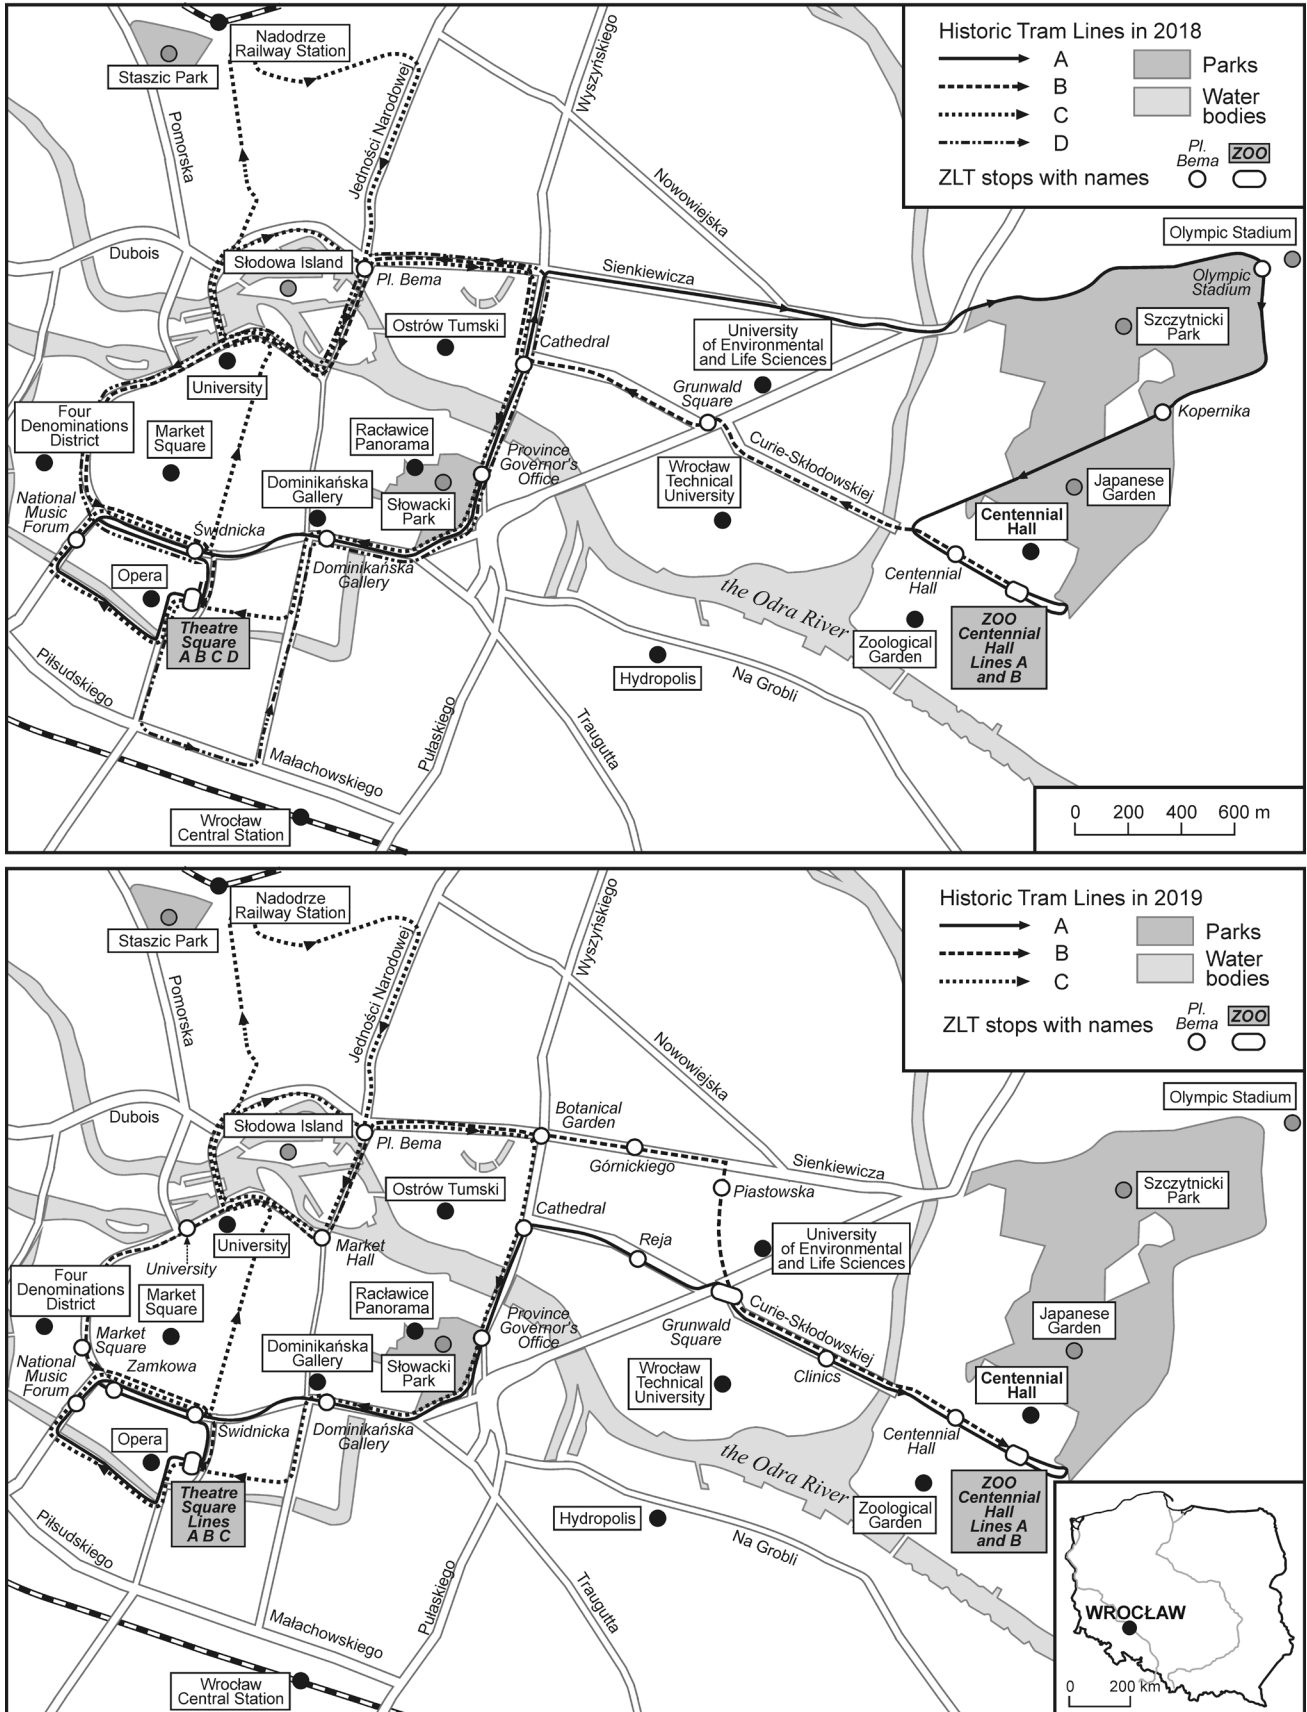 Nadodrze
Railway Station
Staszic Park
Pomorska
Jedności Narodowej
Wyszyńskiego
Nowowiejska
Historic Tram Lines in 2018
A
B
C
D
Parks
Water
bodies
ZLT stops with names
Pl.
Bema
ZOO
Dubois
Słodowa Island
Pl. Bema
Sienkiewicza
Olympic Stadium
Olympic
Stadium
Ostrów Tumski
Cathedral
University
of Environmental
and Life Sciences
Szczytnicki
Park
University
Grunwald
Square
Kopernika
Four
Denominations
District
Market
Square
Racławice
Panorama
Province
Governor's
Office
Curie-Skłodowskiej
Wrocław
Technical
University
Japanese
Garden
Dominikańska
Gallery
Słowacki
Park
National
Music
Forum
Świdnicka
Centennial
Hall
Opera
Dominikańska
Gallery
Centennial
Hall
the Odra River
Theatre
Square
A B C D
Zoological
Garden
ZOO
Centennial
Hall
Lines A
and B
Piłsudskiego
Hydropolis
Na Grobli
Pułaskiego
Traugutta
Małachowskiego
Wrocław
Central Station
0 200 400 600 m
Nadodrze
Railway Station
Staszic Park
Pomorska
Jedności Narodowej
Wyszyńskiego
Nowowiejska
Historic Tram Lines in 2019
A
B
C
Parks
Water
bodies
ZLT stops with names
Pl.
Bema
ZOO
Dubois
Słodowa Island
Pl. Bema
Botanical
Garden
Górnickiego
Sienkiewicza
Olympic Stadium
Ostrów Tumski
Piastowska
Szczytnicki
Park
Cathedral
University
University
Market
Hall
Reja
University
of Environmental
and Life Sciences
Four
Denominations
District
Market
Square
Racławice
Panorama
Province
Governor's
Office
Grunwald
Square
Curie-Skłodowskiej
Japanese
Garden
Market
Square
Zamkowa
Dominikańska
Gallery
Słowacki
Park
Wrocław
Technical
University
Clinics
Centennial
Hall
National
Music
Forum
Świdnicka
Dominikańska
Gallery
Centennial
Hall
Opera
the Odra River
Theatre
Square
Lines
A B C
Zoological
Garden
ZOO
Centennial
Hall
Lines A
and B
Piłsudskiego
Hydropolis
Na Grobli
Pułaskiego
Traugutta
Małachowskiego
Wrocław
Central Station
WROCŁAW
0 200 km